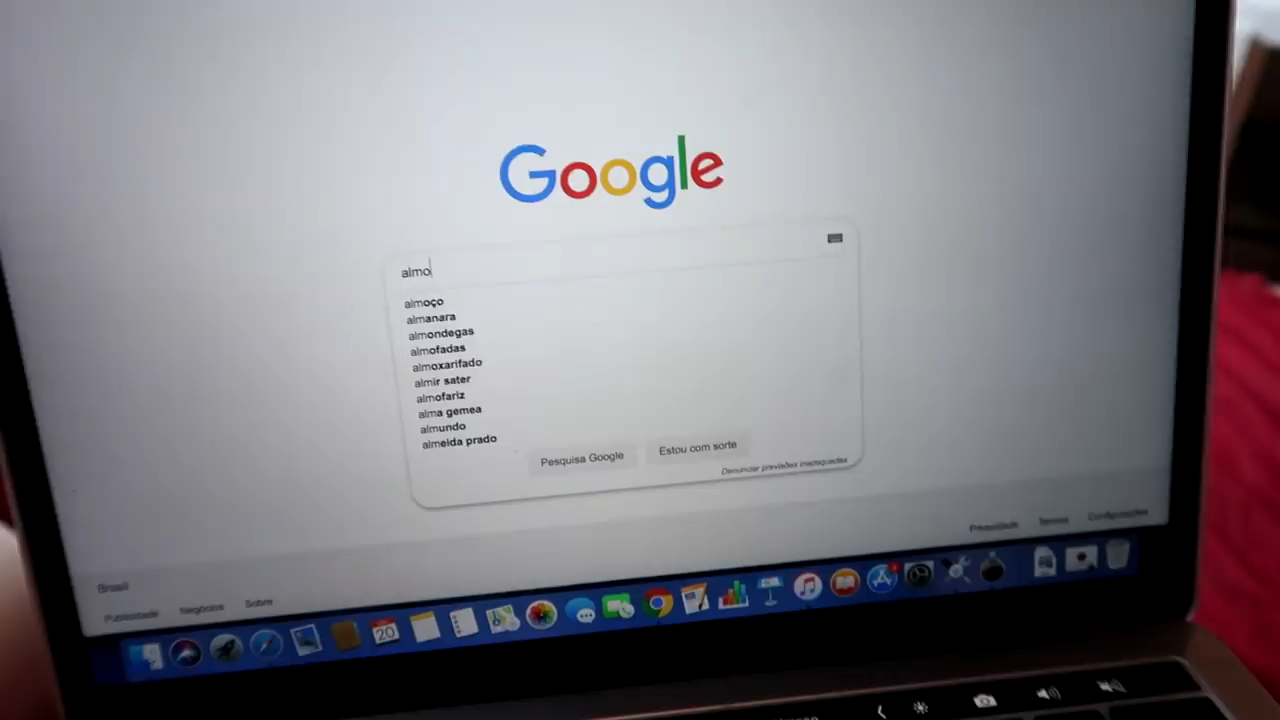 Google
almo
almoço
almanara
almondegas
almofadas
almoxarifado
almir sater
almofariz
alma gemea
almundo
almeida prado
Pesquisa Google
Estou com sorte
Denunciar previsões inadequadas
Privacidade
Termos
Configurações
Brasil
Publicidade
Negócios
Sobre
20